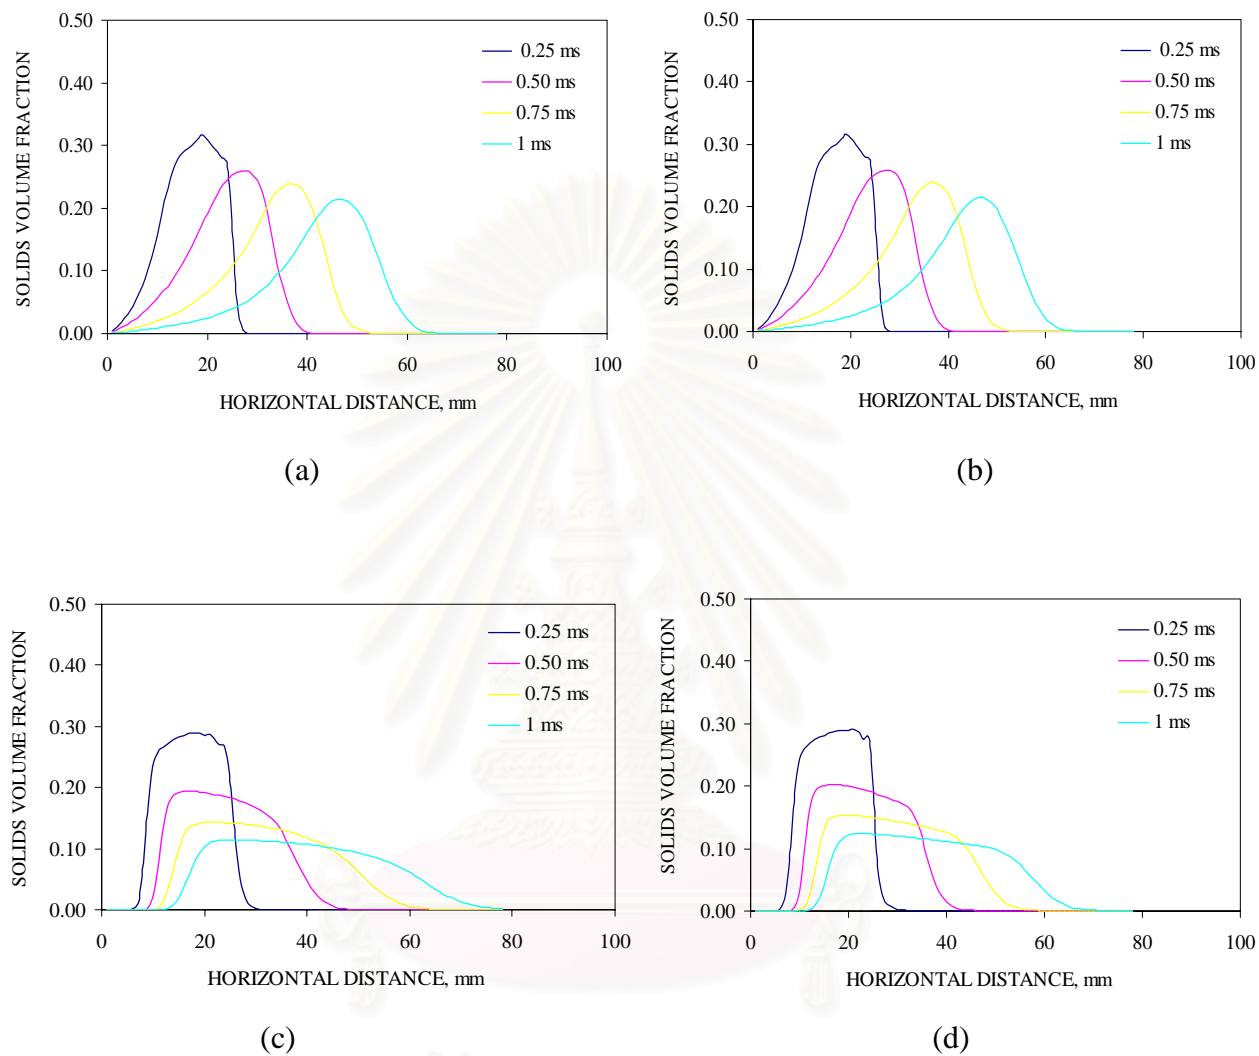 0.50
0.40
0.30
0.20
0.10
0.00
SOLIDS VOLUME FRACTION
0.25 ms
0.50 ms
0.75 ms
1 ms
0 20 40 60 80 100
HORIZONTAL DISTANCE, mm
(a)
0.50
0.40
0.30
0.20
0.10
0.00
SOLIDS VOLUME FRACTION
0.25 ms
0.50 ms
0.75 ms
1 ms
0 20 40 60 80 100
HORIZONTAL DISTANCE, mm
(b)
0.50
0.40
0.30
0.20
0.10
0.00
SOLIDS VOLUME FRACTION
0.25 ms
0.50 ms
0.75 ms
1 ms
0 20 40 60 80 100
HORIZONTAL DISTANCE, mm
(c)
0.50
0.40
0.30
0.20
0.10
0.00
SOLIDS VOLUME FRACTION
0.25 ms
0.50 ms
0.75 ms
1 ms
0 20 40 60 80 100
HORIZONTAL DISTANCE, mm
(d)